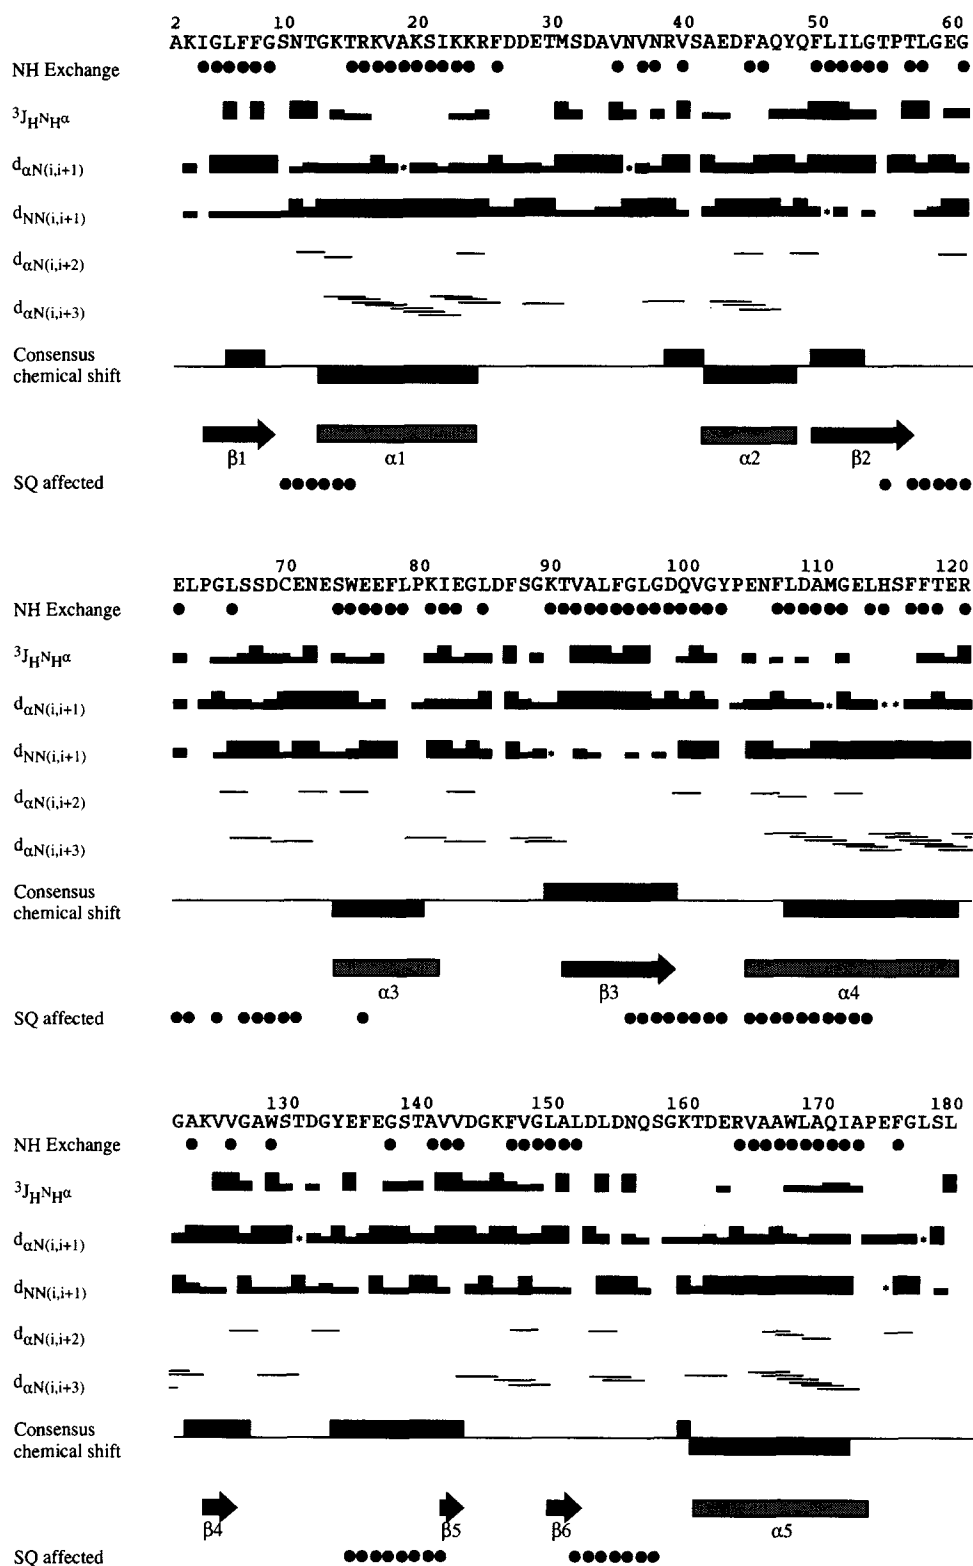 2 10 20 30 40 50 60
AKIGLFFGSNTGKTRKVAKSIKKRFDDETMSDAVNVNRVSAEDFAQYQFLILGTPTLGEG
NH Exchange
³JHᴺHα
dαN(i,i+1)
dNN(i,i+1)
dαN(i,i+2)
dαN(i,i+3)
Consensus
chemical shift
β1 α1 α2 β2
SQ affected
70 80 90 100 110 120
ELPGLSSDCENESWEEFLPKIEGLDFSGKTVALFGLGDQVGYPENFLDAMGELHSFFTER
NH Exchange
³JHᴺHα
dαN(i,i+1)
dNN(i,i+1)
dαN(i,i+2)
dαN(i,i+3)
Consensus
chemical shift
α3 β3 α4
SQ affected
130 140 150 160 170 180
GAKVVGAWSTDGYEFEGSTAVVDGKFVGLALDLDNQSGKTDERVAAWLAQIAPEFGLSL
NH Exchange
³JHᴺHα
dαN(i,i+1)
dNN(i,i+1)
dαN(i,i+2)
dαN(i,i+3)
Consensus
chemical shift
β4 β5 β6 α5
SQ affected